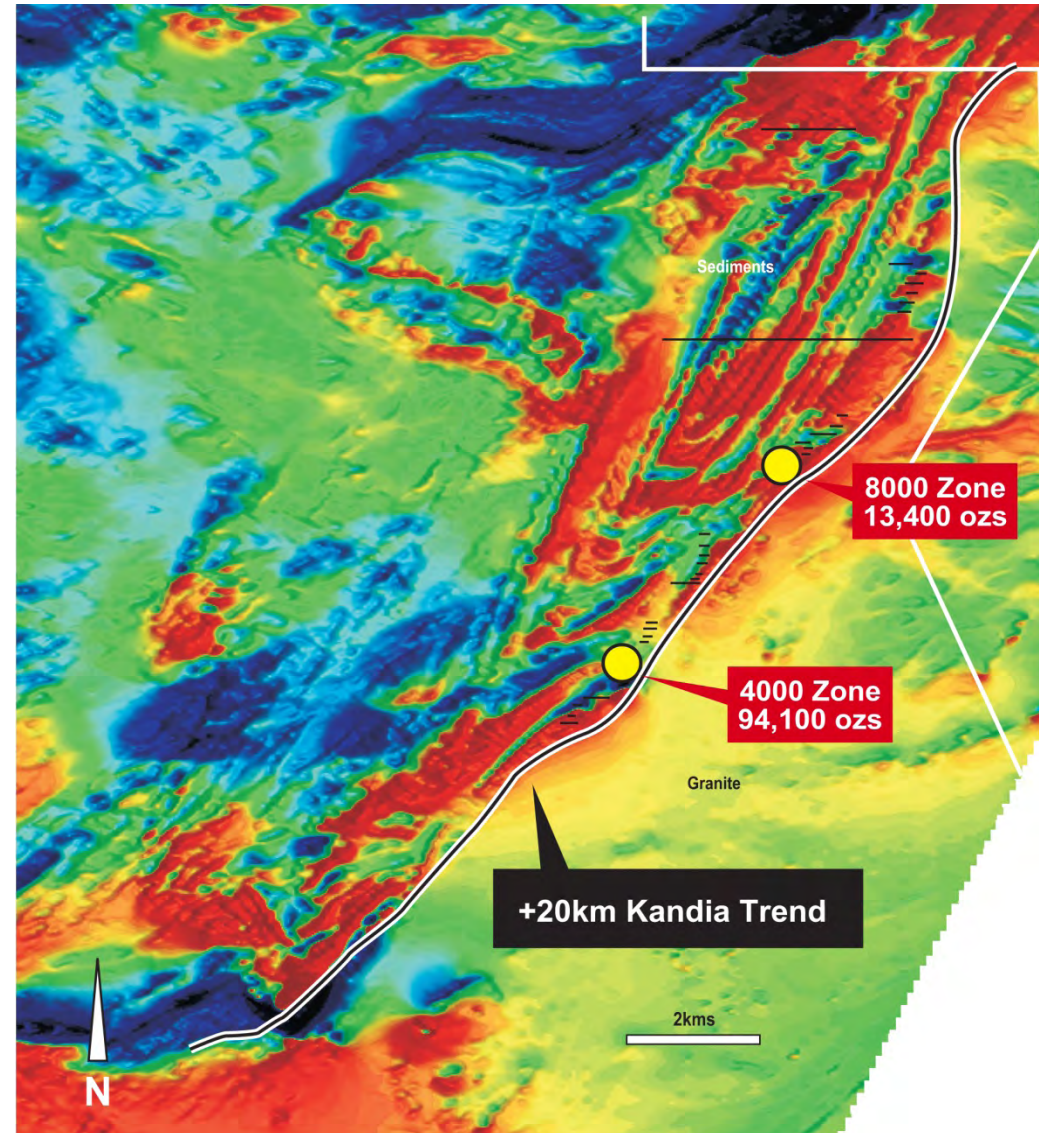 Sediments
8000 Zone
13,400 ozs
4000 Zone
94,100 ozs
Granite
+20km Kandia Trend
2kms
N